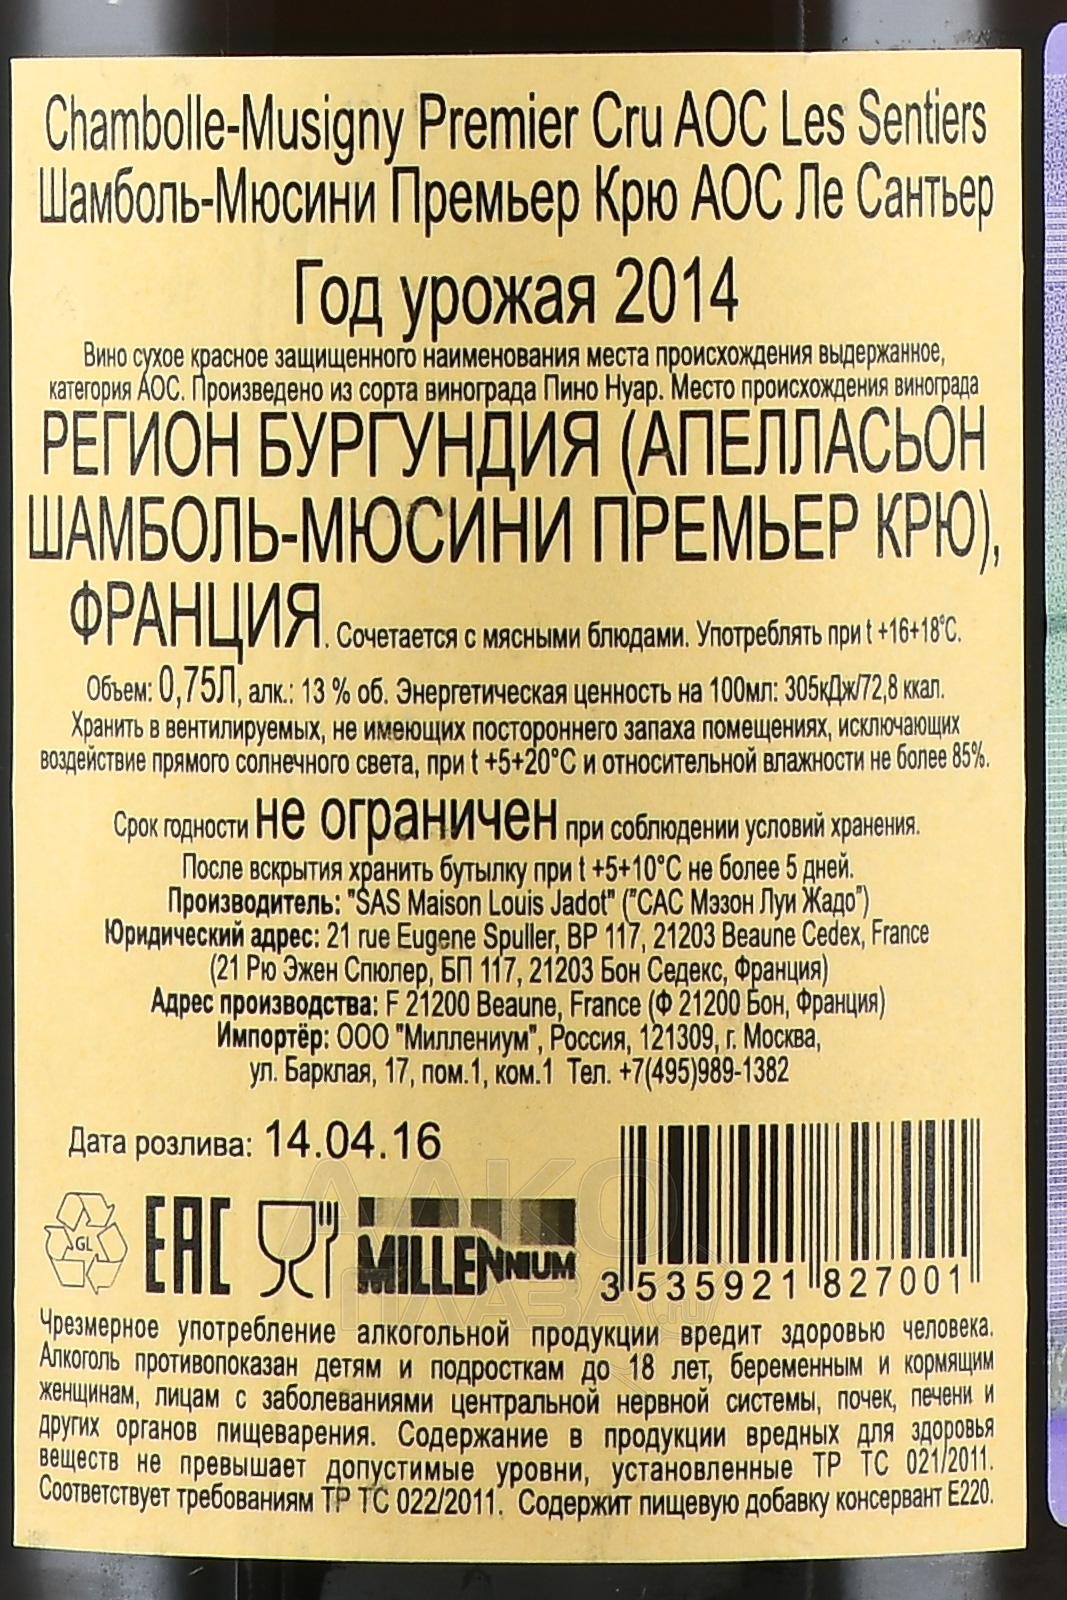 Chambolle-Musigny Premier Cru AOC Les Sentiers
Шамболь-Мюсини Премьер Крю АОС Ле Сантьер
Год урожая 2014
Вино сухое красное защищенного наименования места происхождения выдержанное,
категория АОС. Произведено из сорта винограда Пино Нуар. Место происхождения винограда
РЕГИОН БУРГУНДИЯ (АПЕЛЛАСЬОН
ШАМБОЛЬ-МЮСИНИ ПРЕМЬЕР КРЮ),
ФРАНЦИЯ. Сочетается с мясными блюдами. Употреблять при t +16+18°С.
Объем: 0,75Л, алк.: 13 % об. Энергетическая ценность на 100мл: 305кДж/72,8 ккал.
Хранить в вентилируемых, не имеющих постороннего запаха помещениях, исключающих
воздействие прямого солнечного света, при t +5+20°С и относительной влажности не более 85%.
Срок годности не ограничен при соблюдении условий хранения.
После вскрытия хранить бутылку при t +5+10°С не более 5 дней.
Производитель: "SAS Maison Louis Jadot" ("САС Мэзон Луи Жадо")
Юридический адрес: 21 rue Eugene Spuller, BP 117, 21203 Beaune Cedex, France
(21 Рю Эжен Спюлер, БП 117, 21203 Бон Седекс, Франция)
Адрес производства: F 21200 Beaune, France (Ф 21200 Бон, Франция)
Импортёр: ООО "Миллениум", Россия, 121309, г. Москва,
ул. Барклая, 17, пом.1, ком.1 Тел. +7(495)989-1382
Дата розлива: 14.04.16
GL EAC MILLENNIUM
3 535921 827001
АЛКО
ПЛАЗА.ru
Чрезмерное употребление алкогольной продукции вредит здоровью человека.
Алкоголь противопоказан детям и подросткам до 18 лет, беременным и кормящим
женщинам, лицам с заболеваниями центральной нервной системы, почек, печени и
других органов пищеварения. Содержание в продукции вредных для здоровья
веществ не превышает допустимые уровни, установленные ТР ТС 021/2011.
Соответствует требованиям ТР ТС 022/2011. Содержит пищевую добавку консервант Е220.